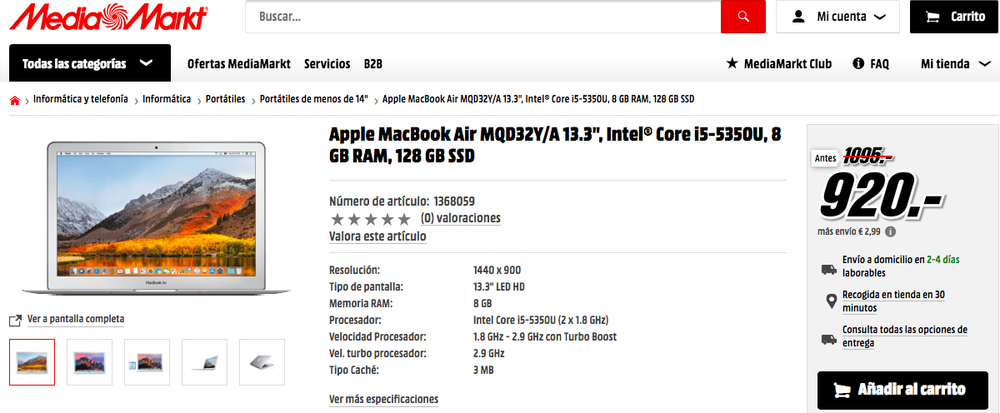 MediaMarkt
Buscar...
Mi cuenta
Carrito
Todas las categorías
Ofertas MediaMarkt
Servicios
B2B
MediaMarkt Club
FAQ
Mi tienda
Informática y telefonía > Informática > Portátiles > Portátiles de menos de 14" > Apple MacBook Air MQD32Y/A 13.3", Intel® Core i5-5350U, 8 GB RAM, 128 GB SSD
MacBook Air
Ver a pantalla completa
Apple MacBook Air MQD32Y/A 13.3", Intel® Core i5-5350U, 8
GB RAM, 128 GB SSD
Número de artículo: 1368059
(0) valoraciones
Valora este artículo
Resolución: 1440 x 900
Tipo de pantalla: 13.3" LED HD
Memoria RAM: 8 GB
Procesador: Intel Core i5-5350U (2 x 1.8 GHz)
Velocidad Procesador: 1.8 GHz - 2.9 GHz con Turbo Boost
Vel. turbo procesador: 2.9 GHz
Tipo Caché: 3 MB
Ver más especificaciones
Antes 1095.-
920.-
más envío € 2,99
Envío a domicilio en 2-4 días
laborables
Recogida en tienda en 30
minutos
Consulta todas las opciones de
entrega
Añadir al carrito